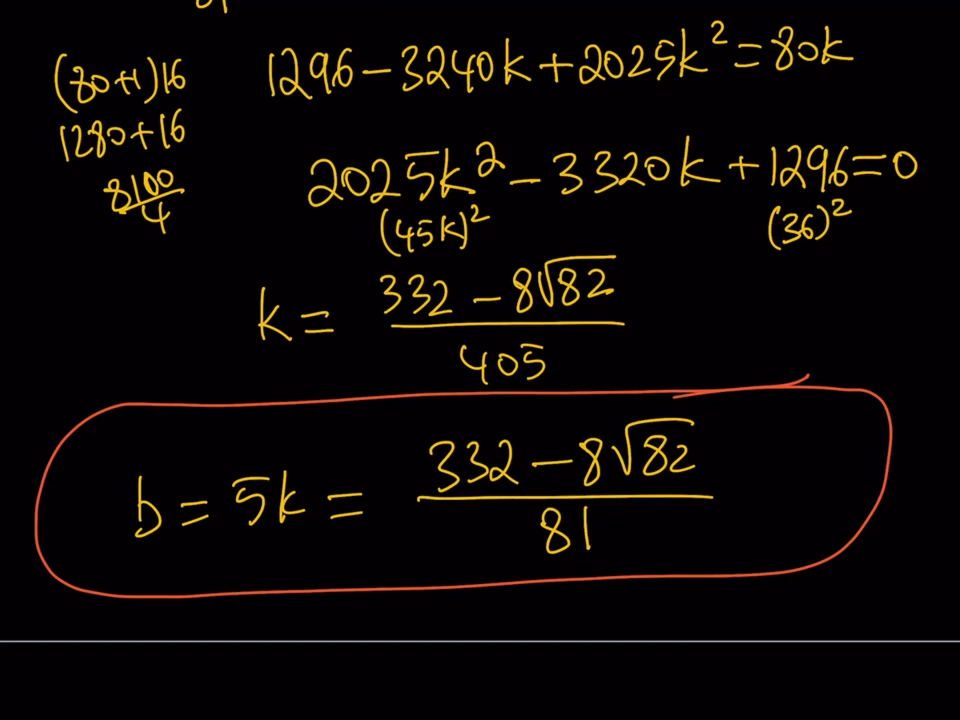 (80+1)16
1280+16
8100/4
1296-3240k+2025k²=80k
2025k²-3320k+1296=0
(45k)² (36)²
k= (332-8√82)/405
b=5k= (332-8√82)/81